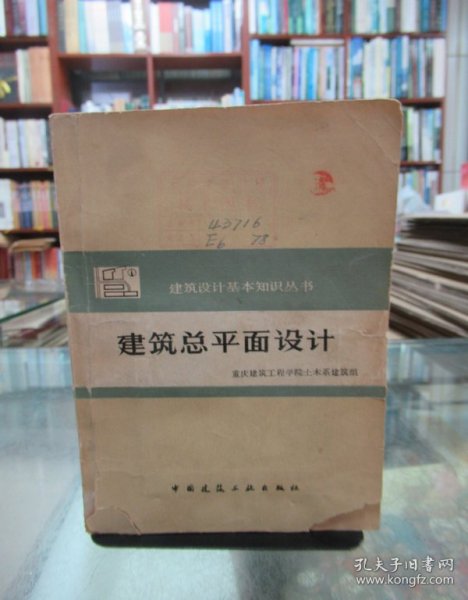 43716
E6 78
建筑设计基本知识丛书
建筑总平面设计
重庆建筑工程学院土木系建筑组
中国建筑工业出版社
孔夫子旧书网
www.kongfz.com